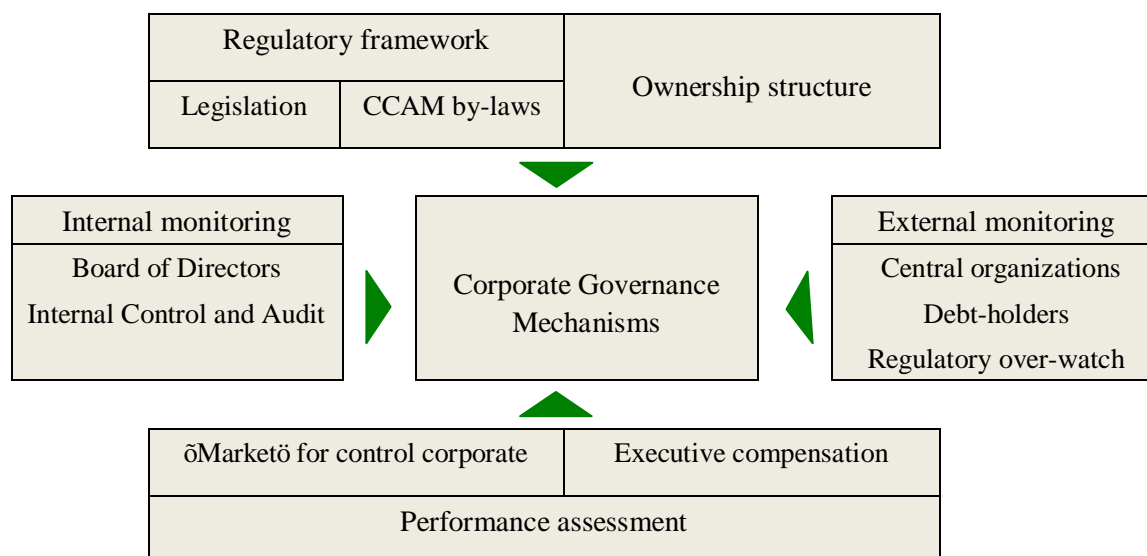 Regulatory framework
Ownership structure
Legislation
CCAM by-laws
Internal monitoring
Board of Directors
Internal Control and Audit
Corporate Governance
Mechanisms
External monitoring
Central organizations
Debt-holders
Regulatory over-watch
õMarketö for control corporate
Executive compensation
Performance assessment